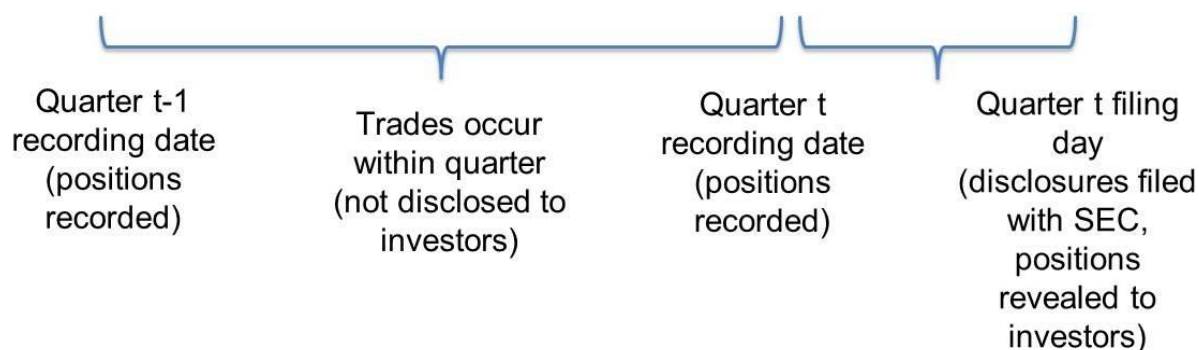 Quarter t-1
recording date
(positions
recorded)
Trades occur
within quarter
(not disclosed to
investors)
Quarter t
recording date
(positions
recorded)
Quarter t filing
day
(disclosures filed
with SEC,
positions
revealed to
investors)